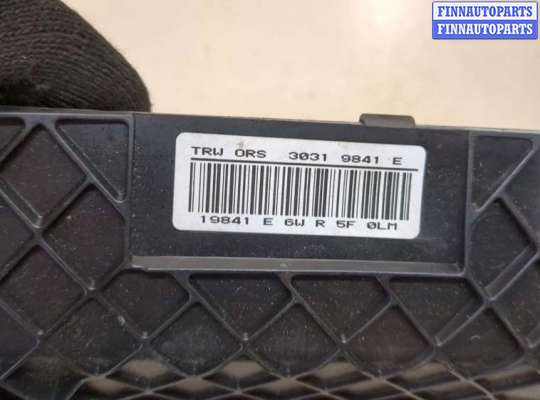 FINNAUTOPARTS
FINNAUTOPARTS
TRW ORS 3031 9841 E
19841 E 6W R 5F 0LM